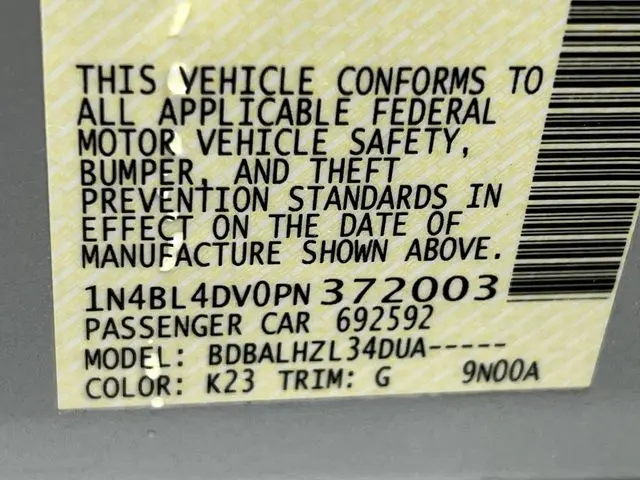 THIS VEHICLE CONFORMS TO
ALL APPLICABLE FEDERAL
MOTOR VEHICLE SAFETY,
BUMPER, AND THEFT
PREVENTION STANDARDS IN
EFFECT ON THE DATE OF
MANUFACTURE SHOWN ABOVE.
1N4BL4DV0PN372003
PASSENGER CAR 692592
MODEL: BDBALHZL34DUA-----
COLOR: K23 TRIM: G 9N00A